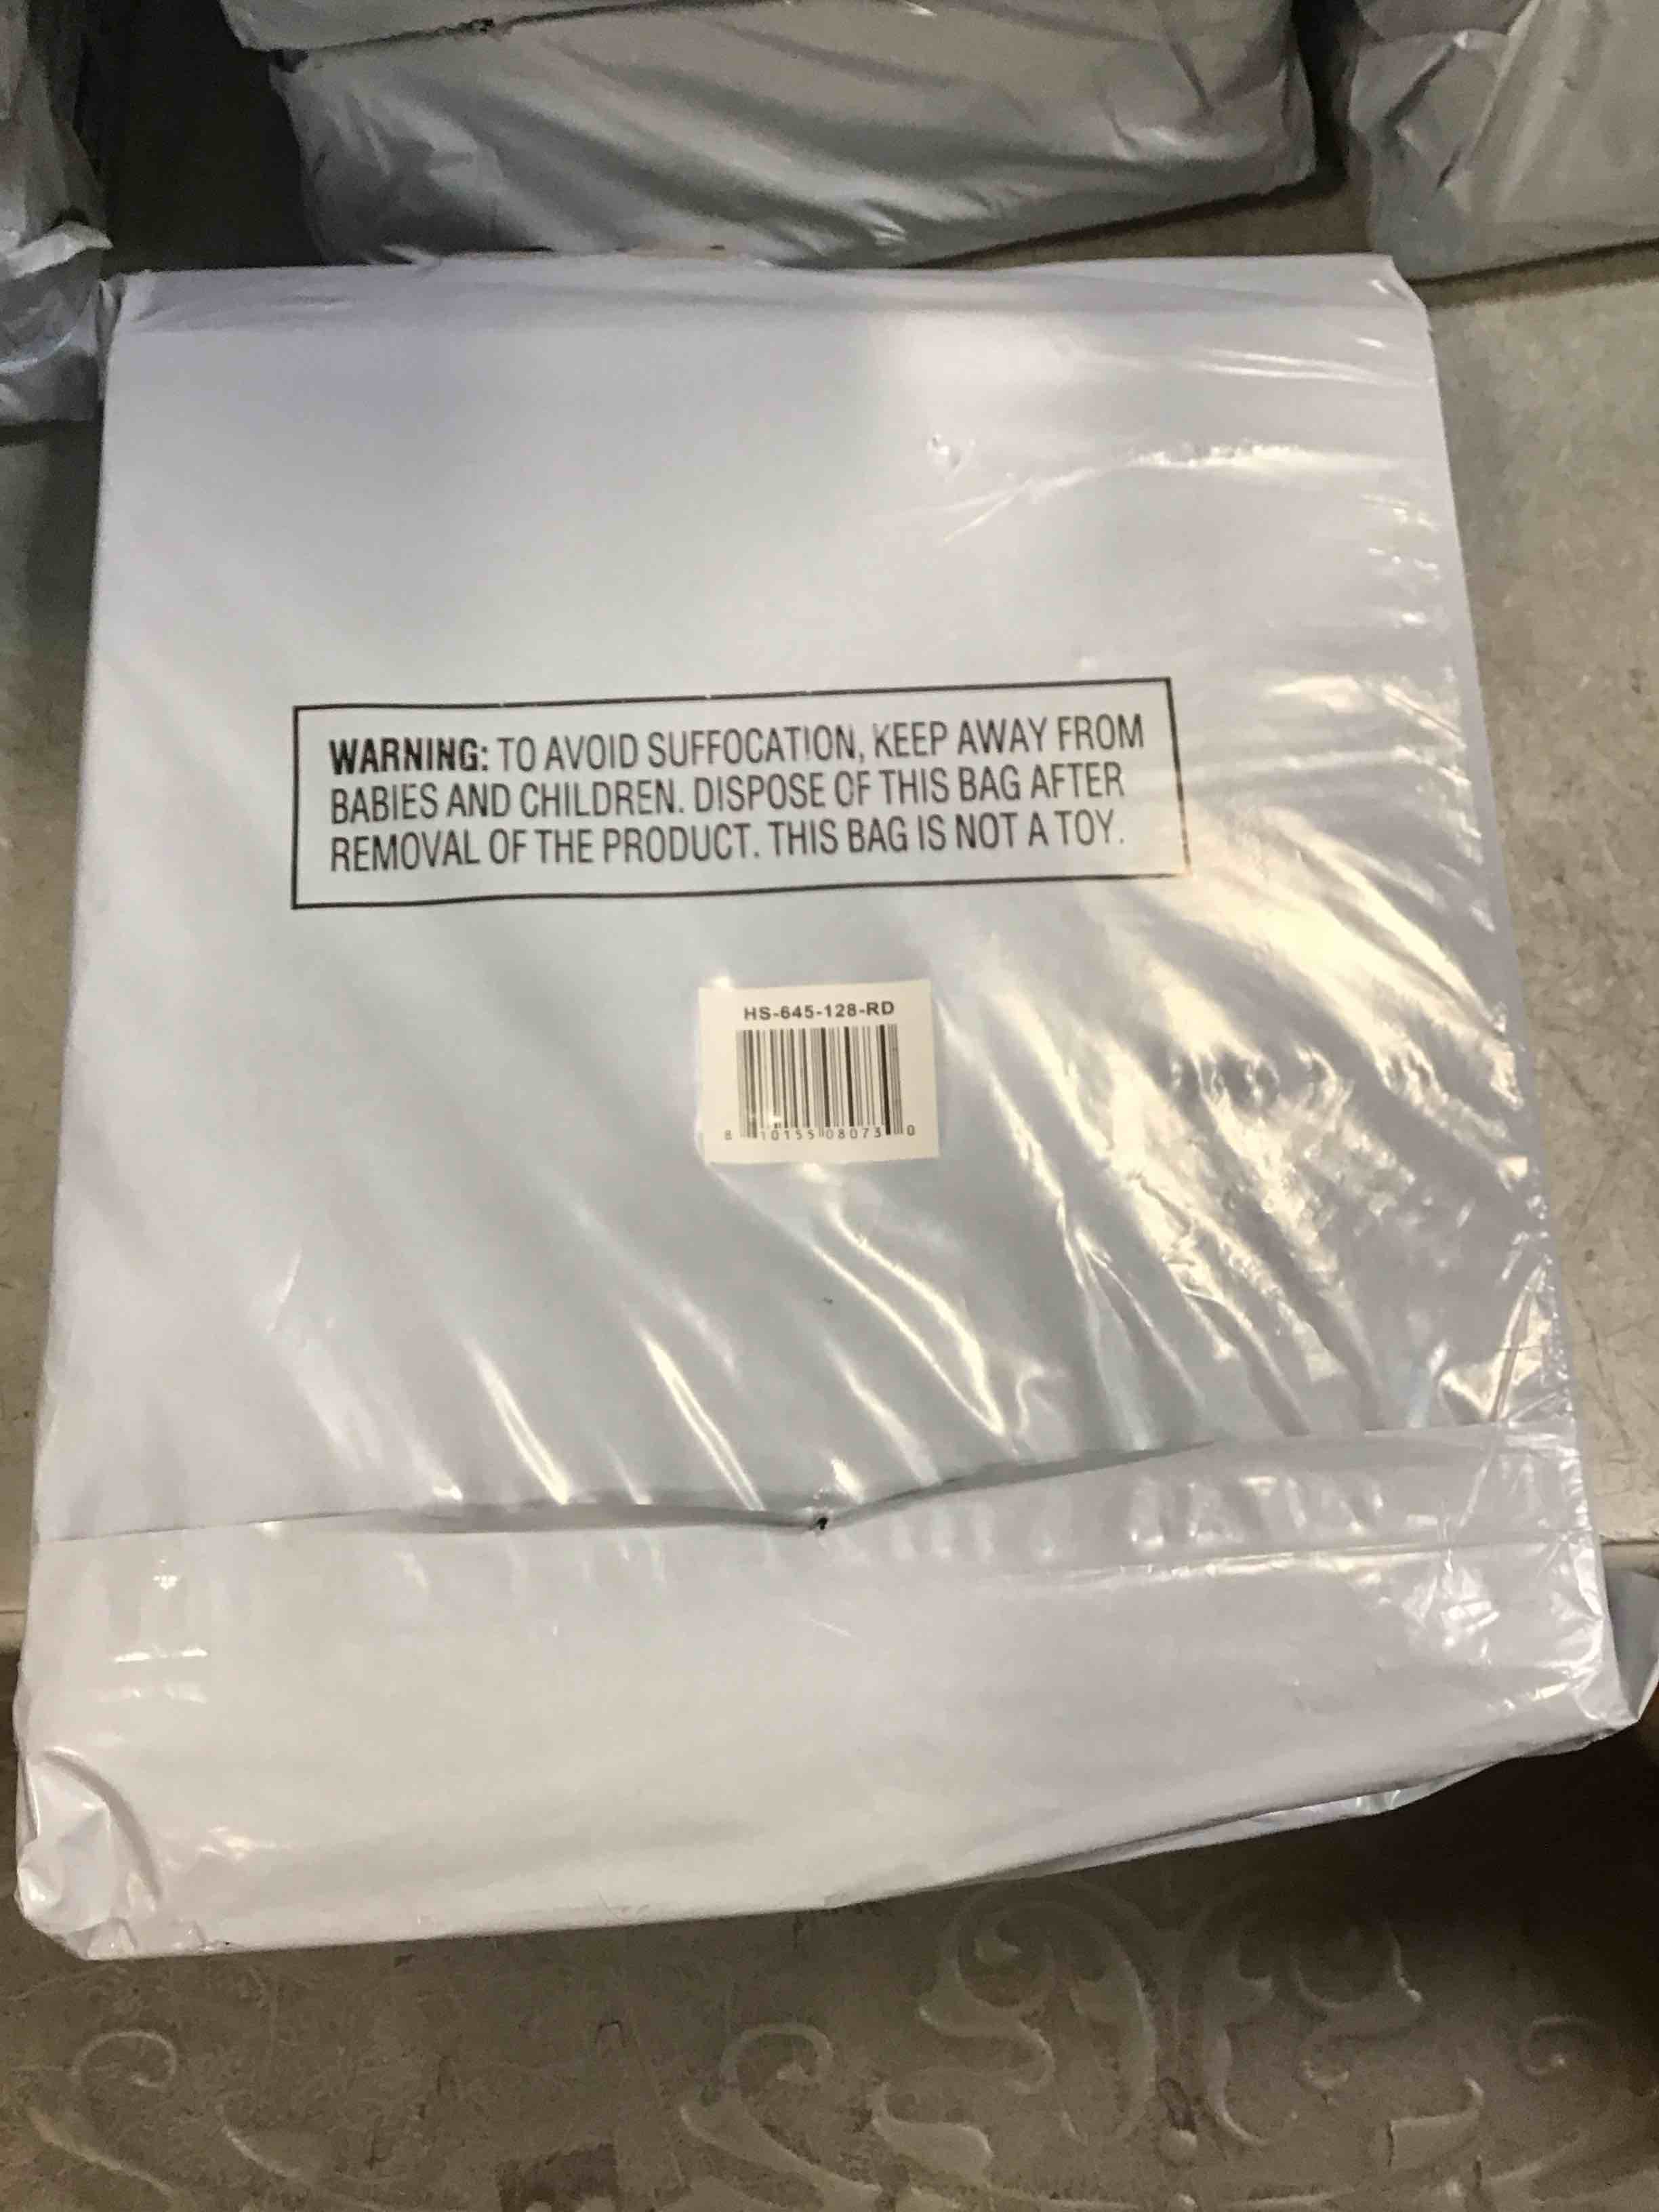 WARNING: TO AVOID SUFFOCATION, KEEP AWAY FROM
BABIES AND CHILDREN. DISPOSE OF THIS BAG AFTER
REMOVAL OF THE PRODUCT. THIS BAG IS NOT A TOY.
HS-645-128-RD
8 10155 08073 0